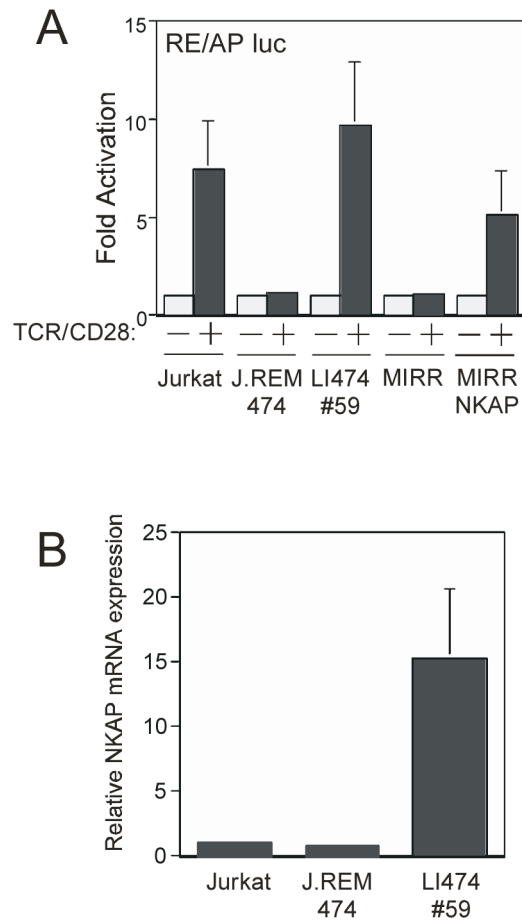 A
RE/AP luc
Fold Activation
15
10
5
0
TCR/CD28: — + — + — + — + — +
Jurkat J.REM LI474 MIRR MIRR
474 #59 NKAP
B
Relative NKAP mRNA expression
25
20
15
10
5
0
Jurkat J.REM LI474
474 #59